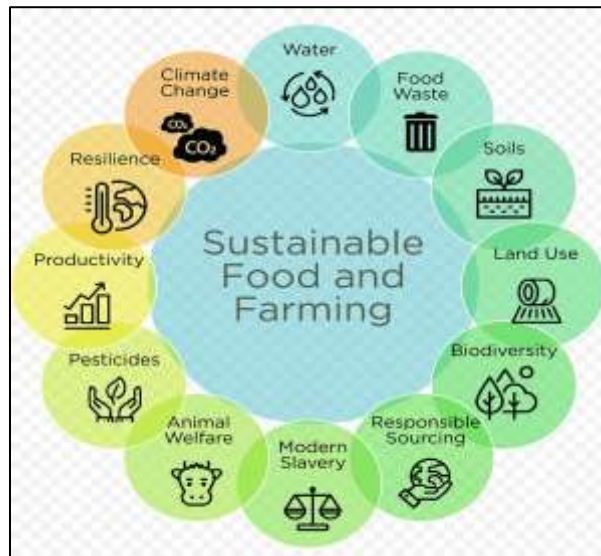 Water
Food
Waste
Soils
Land Use
Biodiversity
Responsible
Sourcing
Modern
Slavery
Animal
Welfare
Pesticides
Productivity
Resilience
Climate
Change
CO₂
CO₂
Sustainable
Food and
Farming